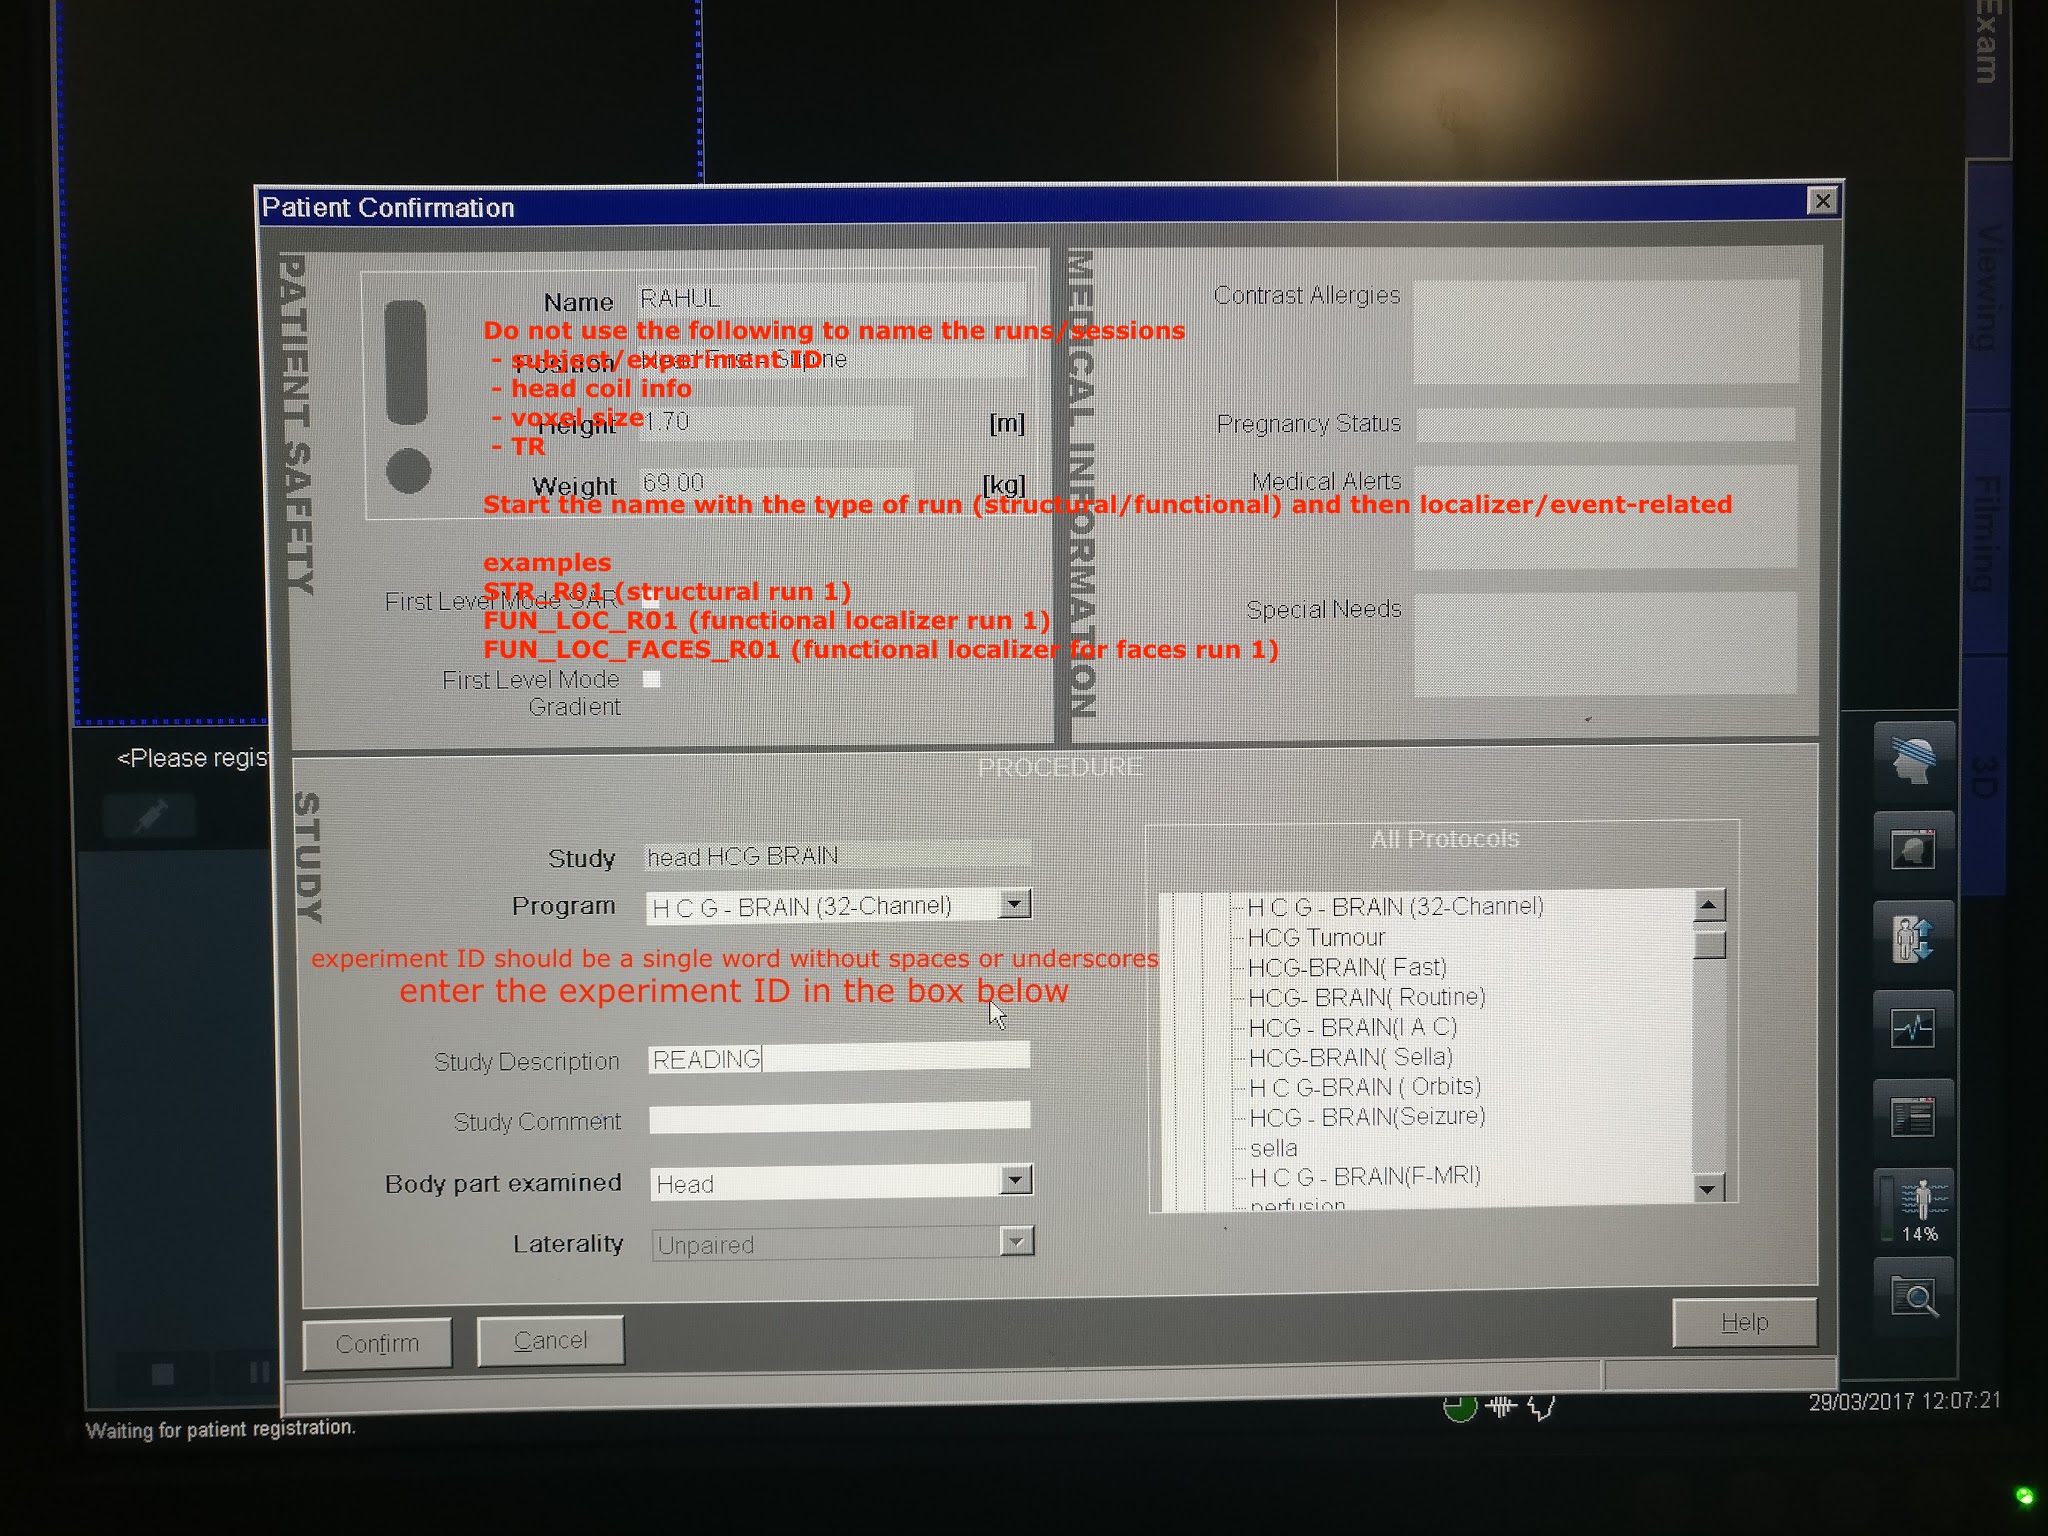 Exam
Viewing
Filming
3D
Patient Confirmation
PATIENT SAFETY
Name RAHUL
Do not use the following to name the runs/sessions
Position Head First - Supine
- subject/experiment ID
- head coil info
- voxel size
Height 1.70 [m]
- TR
Weight 69.00 [kg]
Start the name with the type of run (structural/functional) and then localizer/event-related
examples
STR_R01 (structural run 1)
First Level Mode SAR
FUN_LOC_R01 (functional localizer run 1)
FUN_LOC_FACES_R01 (functional localizer for faces run 1)
First Level Mode
Gradient
MEDICAL INFORMATION
Contrast Allergies
Pregnancy Status
Medical Alerts
Special Needs
<Please regis
PROCEDURE
STUDY
Study head HCG BRAIN
Program H C G - BRAIN (32-Channel)
experiment ID should be a single word without spaces or underscores
enter the experiment ID in the box below
Study Description READING
Study Comment
Body part examined Head
Laterality Unpaired
All Protocols
H C G - BRAIN (32-Channel)
HCG Tumour
HCG-BRAIN( Fast)
HCG- BRAIN( Routine)
HCG - BRAIN(I A C)
HCG-BRAIN( Sella)
H C G-BRAIN ( Orbits)
HCG - BRAIN(Seizure)
sella
H C G - BRAIN(F-MRI)
perfusion
14%
Confirm
Cancel
Help
Waiting for patient registration.
29/03/2017 12:07:21